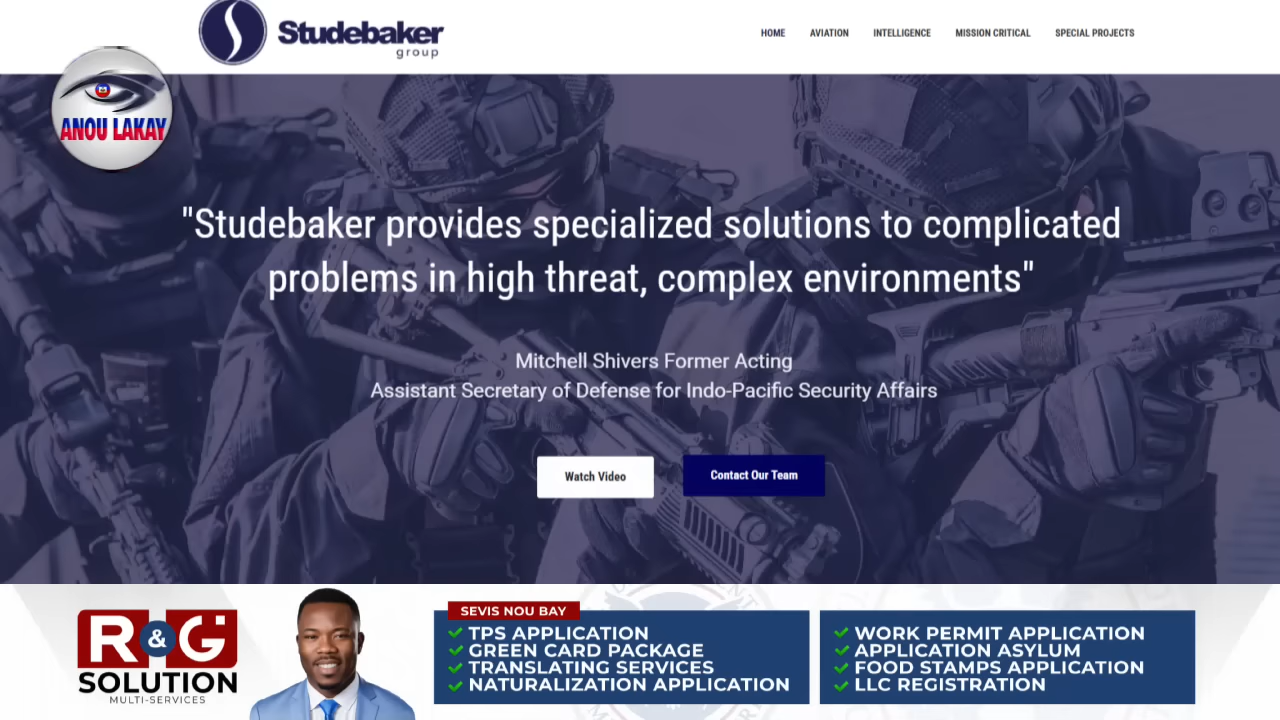 Studebaker
group
HOME AVIATION INTELLIGENCE MISSION CRITICAL SPECIAL PROJECTS
ANOU LAKAY
"Studebaker provides specialized solutions to complicated
problems in high threat, complex environments"
Mitchell Shivers Former Acting
Assistant Secretary of Defense for Indo-Pacific Security Affairs
Watch Video
Contact Our Team
R&G
SOLUTION
MULTI-SERVICES
SEVIS NOU BAY
TPS APPLICATION
GREEN CARD PACKAGE
TRANSLATING SERVICES
NATURALIZATION APPLICATION
WORK PERMIT APPLICATION
APPLICATION ASYLUM
FOOD STAMPS APPLICATION
LLC REGISTRATION